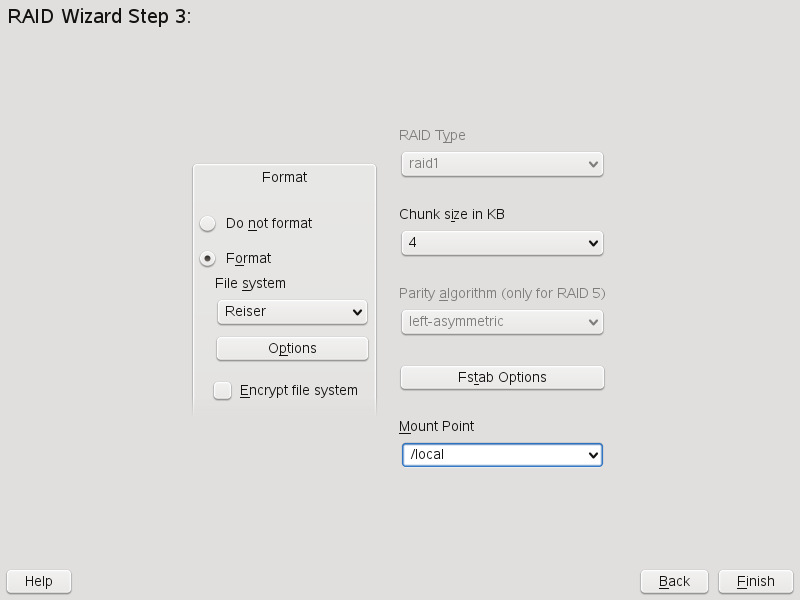 RAID Wizard Step 3:
Format
Do not format
Format
File system
Reiser
Options
Encrypt file system
RAID Type
raid1
Chunk size in KB
4
Parity algorithm (only for RAID 5)
left-asymmetric
Fstab Options
Mount Point
/local
Help
Back
Finish